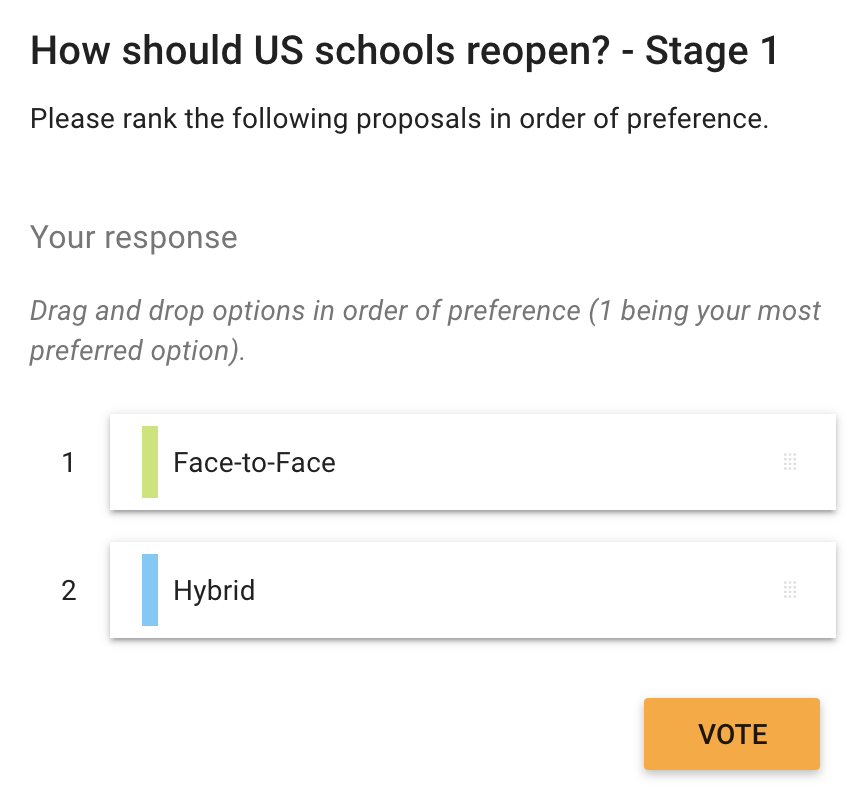 How should US schools reopen? - Stage 1
Please rank the following proposals in order of preference.
Your response
Drag and drop options in order of preference (1 being your most
preferred option).
1 Face-to-Face
2 Hybrid
VOTE